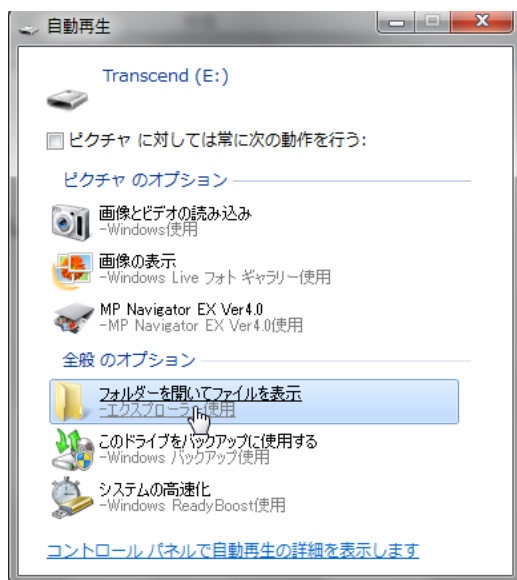 自動再生
Transcend (E:)
ピクチャ に対しては常に次の動作を行う:
ピクチャ のオプション
画像とビデオの読み込み
-Windows使用
画像の表示
-Windows Live フォト ギャラリー使用
MP Navigator EX Ver4.0
-MP Navigator EX Ver4.0使用
全般 のオプション
フォルダーを開いてファイルを表示
-エクスプローラー使用
このドライブをバックアップに使用する
-Windows バックアップ使用
システムの高速化
-Windows ReadyBoost使用
コントロール パネルで自動再生の詳細を表示します